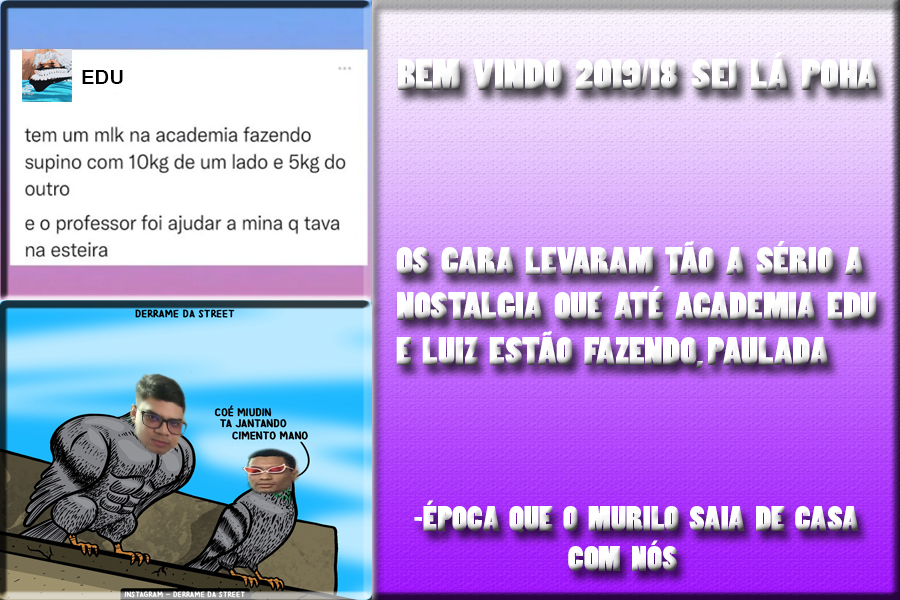 EDU
tem um mlk na academia fazendo
supino com 10kg de um lado e 5kg do
outro
e o professor foi ajudar a mina q tava
na esteira
DERRAME DA STREET
COÉ MIUDIN
TA JANTANDO
CIMENTO MANO
INSTAGRAM - DERRAME DA STREET
BEM VINDO 2019/18 SEI LÁ POHA
OS CARA LEVARAM TÃO A SÉRIO A
NOSTALGIA QUE ATÉ ACADEMIA EDU
E LUIZ ESTÃO FAZENDO, PAULADA
-ÉPOCA QUE O MURILO SAIA DE CASA
COM NÓS